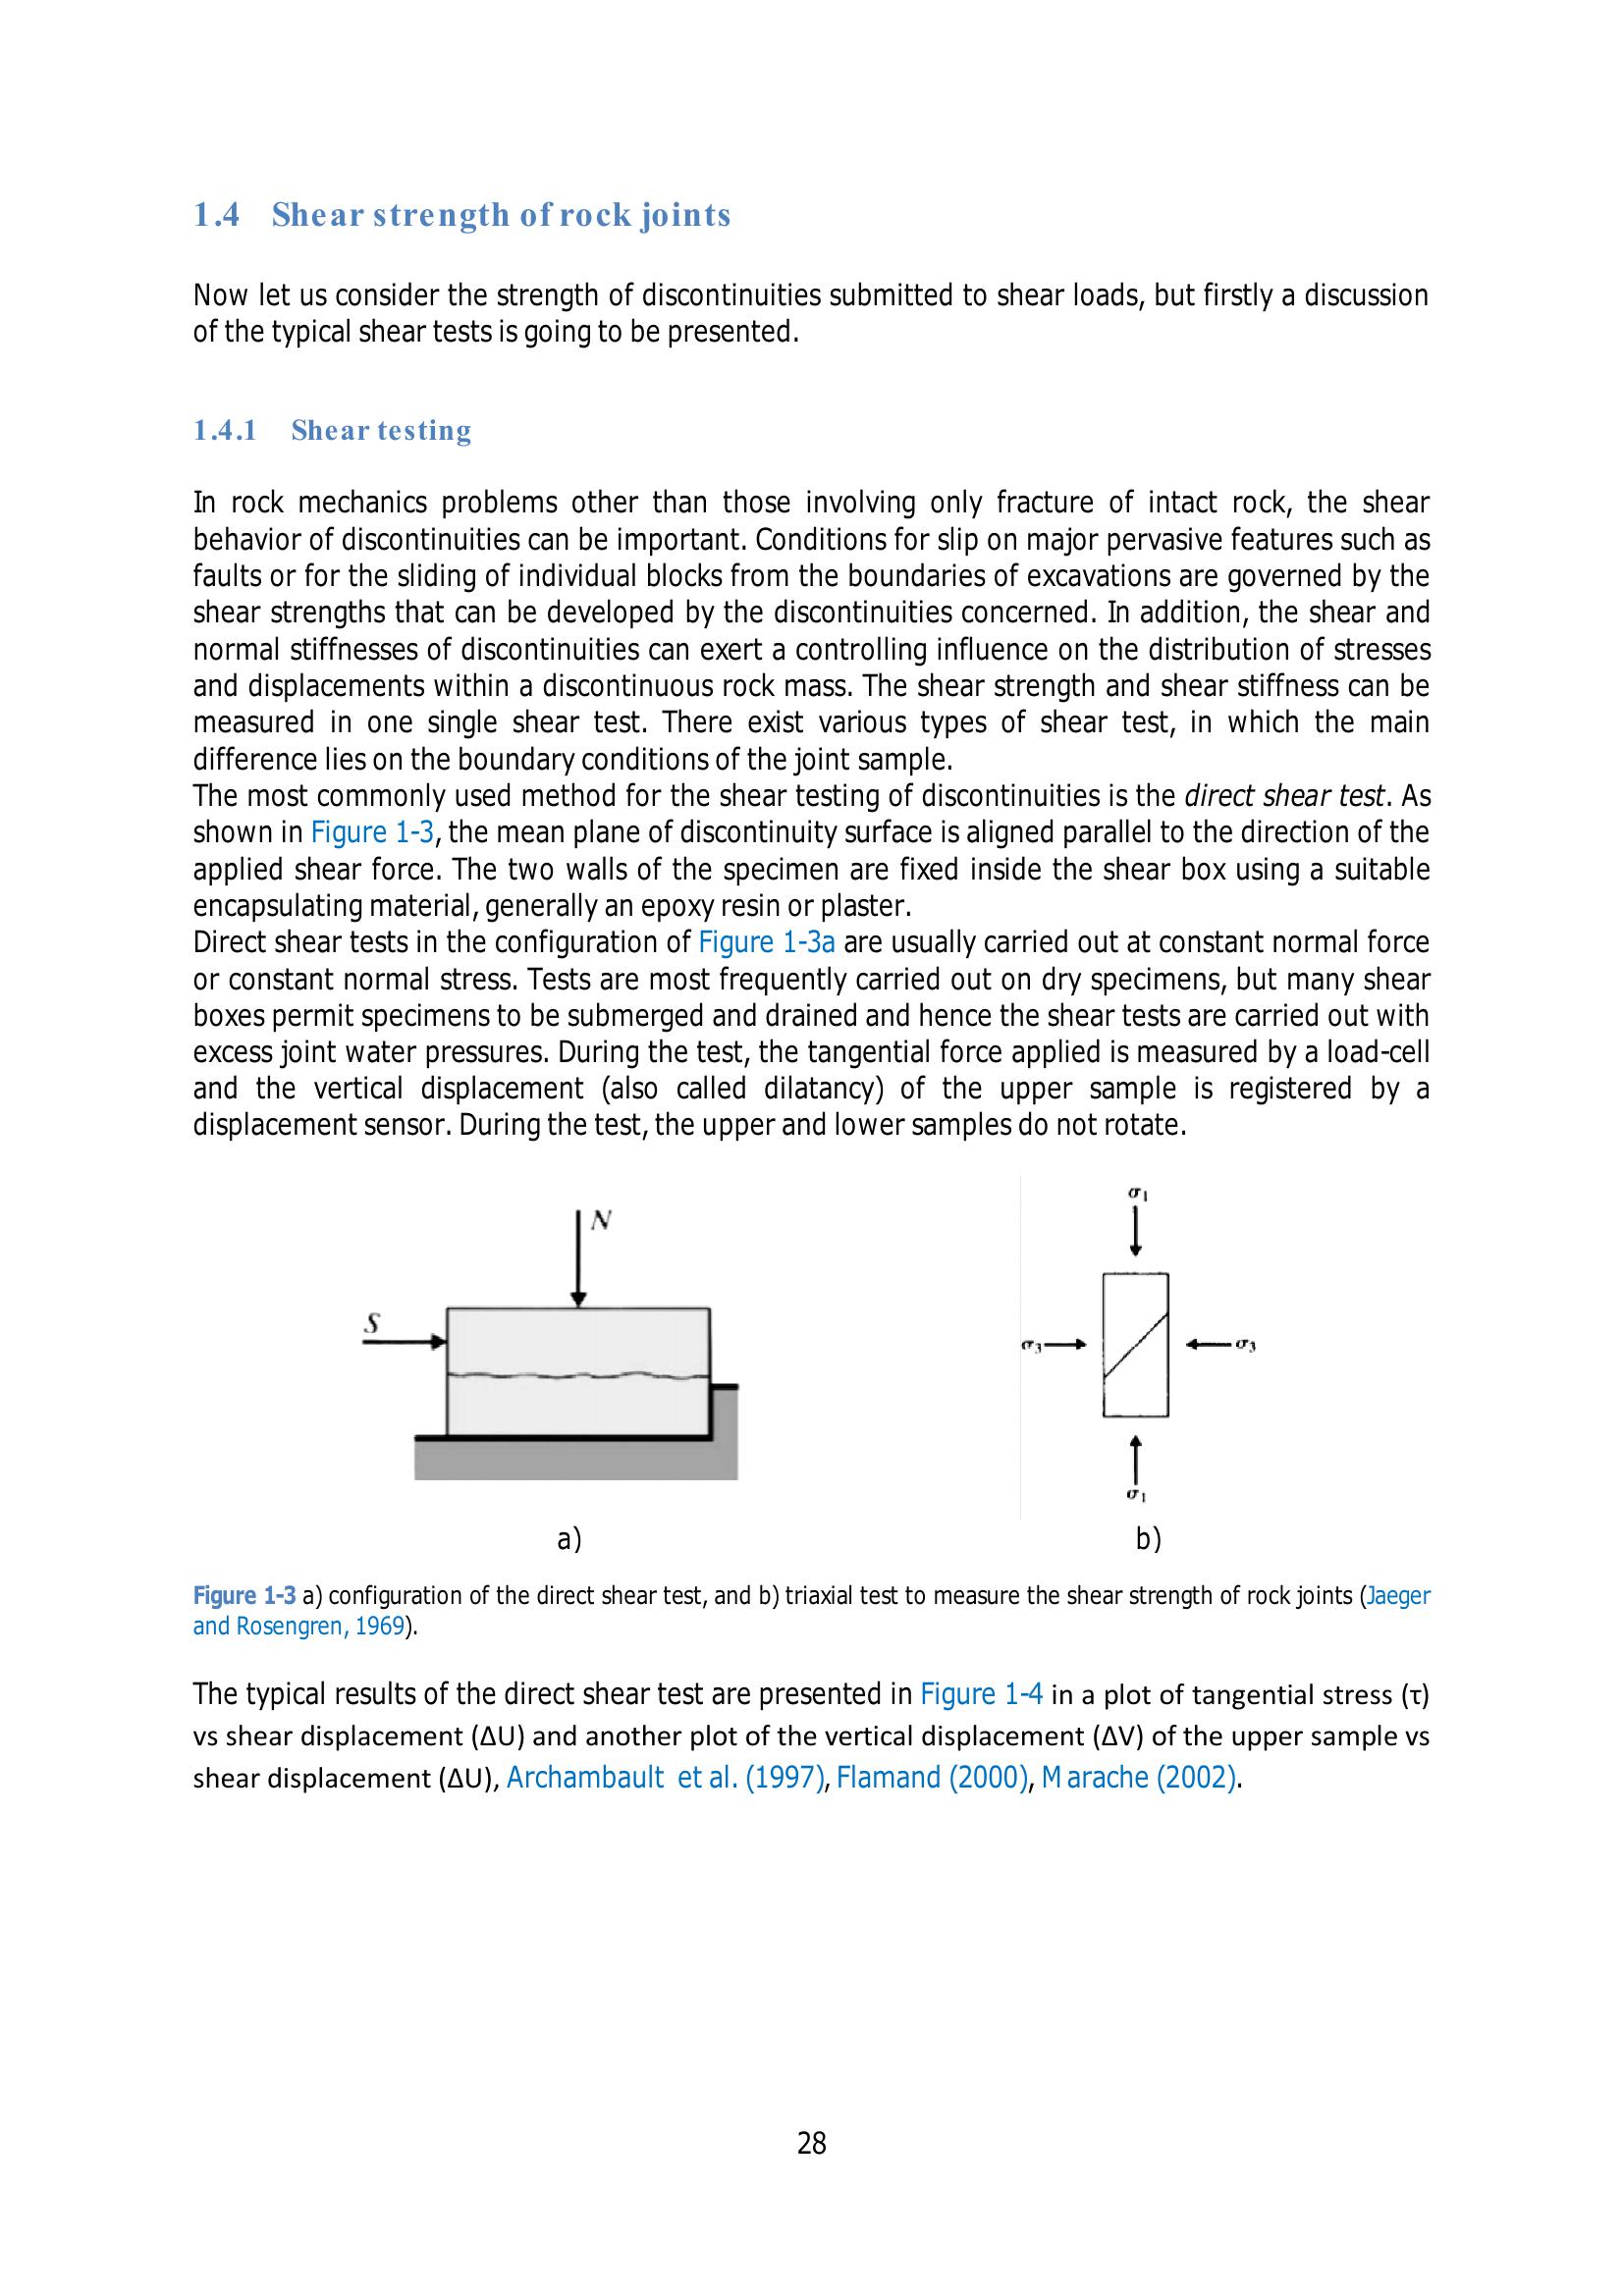 1.4 Shear strength of rock joints
Now let us consider the strength of discontinuities submitted to shear loads, but firstly a discussion
of the typical shear tests is going to be presented.
1.4.1 Shear testing
In rock mechanics problems other than those involving only fracture of intact rock, the shear
behavior of discontinuities can be important. Conditions for slip on major pervasive features such as
faults or for the sliding of individual blocks from the boundaries of excavations are governed by the
shear strengths that can be developed by the discontinuities concerned. In addition, the shear and
normal stiffnesses of discontinuities can exert a controlling influence on the distribution of stresses
and displacements within a discontinuous rock mass. The shear strength and shear stiffness can be
measured in one single shear test. There exist various types of shear test, in which the main
difference lies on the boundary conditions of the joint sample.
The most commonly used method for the shear testing of discontinuities is the direct shear test. As
shown in Figure 1-3, the mean plane of discontinuity surface is aligned parallel to the direction of the
applied shear force. The two walls of the specimen are fixed inside the shear box using a suitable
encapsulating material, generally an epoxy resin or plaster.
Direct shear tests in the configuration of Figure 1-3a are usually carried out at constant normal force
or constant normal stress. Tests are most frequently carried out on dry specimens, but many shear
boxes permit specimens to be submerged and drained and hence the shear tests are carried out with
excess joint water pressures. During the test, the tangential force applied is measured by a load-cell
and the vertical displacement (also called dilatancy) of the upper sample is registered by a
displacement sensor. During the test, the upper and lower samples do not rotate.
N
S
σ1
σ3
σ3
σ1
a)
b)
Figure 1-3 a) configuration of the direct shear test, and b) triaxial test to measure the shear strength of rock joints (Jaeger
and Rosengren, 1969).
The typical results of the direct shear test are presented in Figure 1-4 in a plot of tangential stress (τ)
vs shear displacement (ΔU) and another plot of the vertical displacement (ΔV) of the upper sample vs
shear displacement (ΔU), Archambault et al. (1997), Flamand (2000), Marache (2002).
28